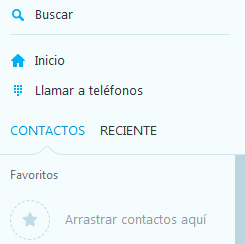 Buscar
Inicio
Llamar a teléfonos
CONTACTOS RECIENTE
Favoritos
Arrastrar contactos aquí